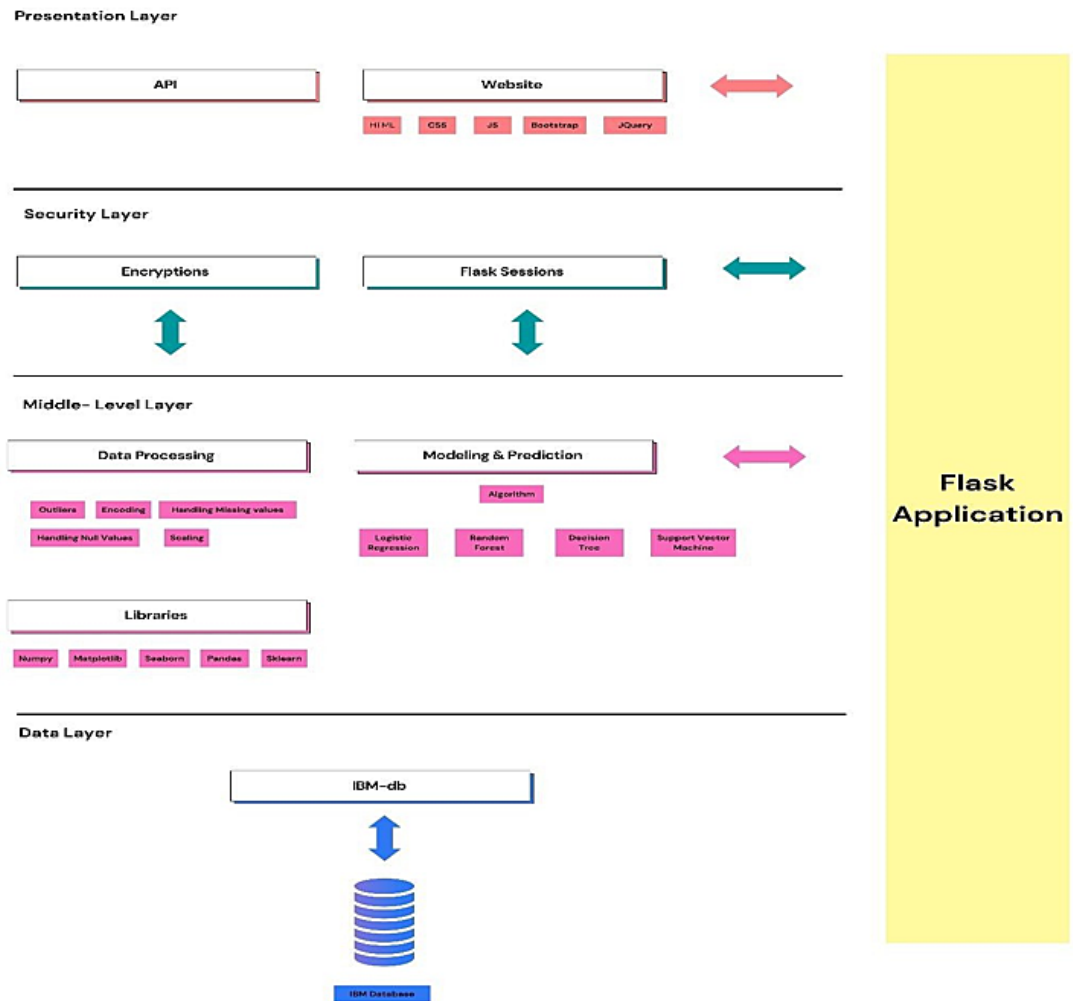 Presentation Layer
API
Website
HTML
CSS
JS
Bootstrap
JQuery
Security Layer
Encryptions
Flask Sessions
Middle- Level Layer
Data Processing
Modeling & Prediction
Algorithm
Outliers
Encoding
Handling Missing values
Handling Null Values
Scaling
Logistic
Regression
Random
Forest
Decision
Tree
Support Vector
Machine
Libraries
Numpy
Matplotlib
Seaborn
Pandas
Sklearn
Data Layer
IBM-db
IBM Database
Flask
Application